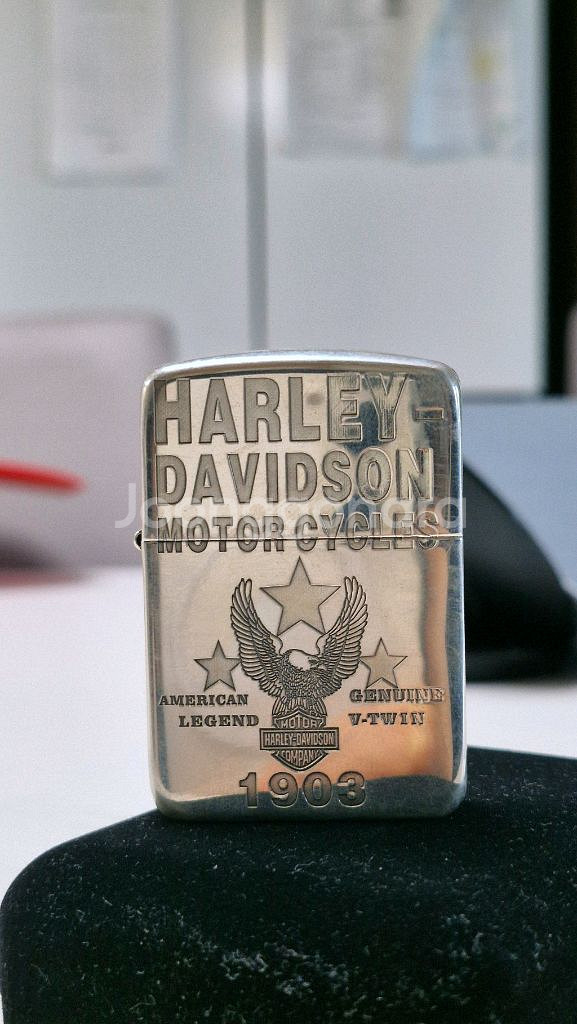 HARLEY-
DAVIDSON
MOTOR CYCLES
AMERICAN
LEGEND
GENUINE
V-TWIN
MOTOR
HARLEY-DAVIDSON
COMPANY
1903